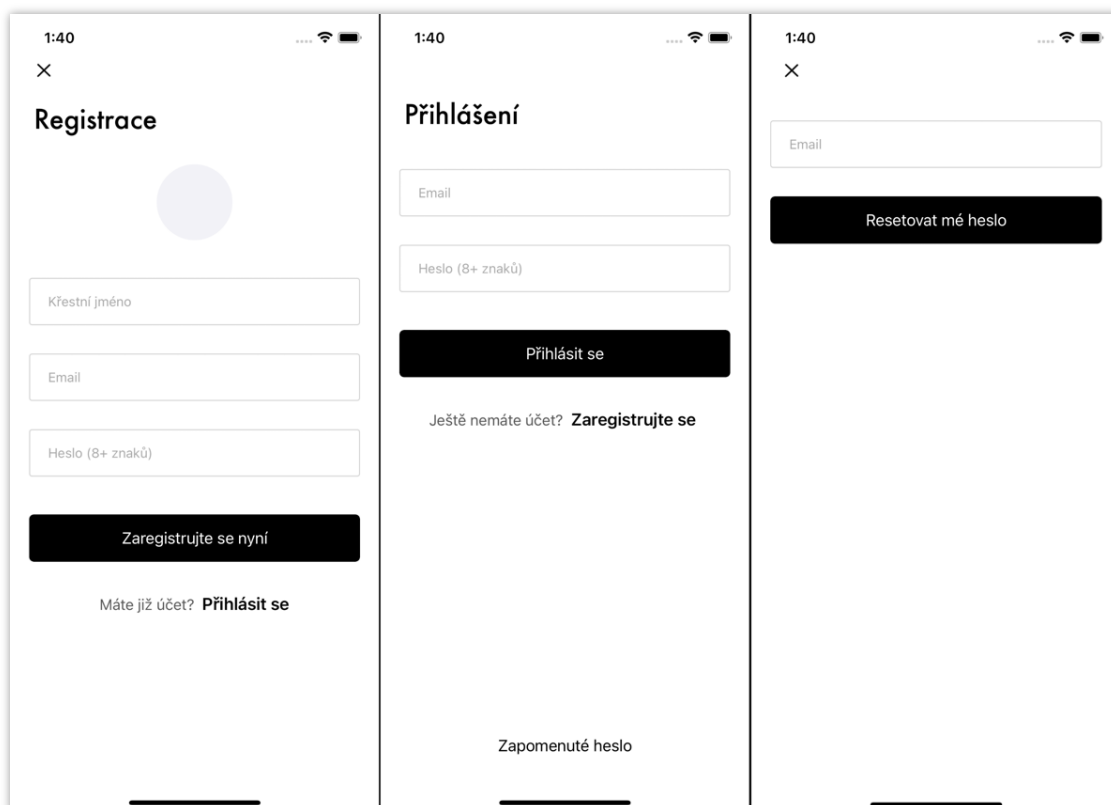 1:40
Registrace
Křestní jméno
Email
Heslo (8+ znaků)
Zaregistrujte se nyní
Máte již účet? Přihlásit se
1:40
Přihlášení
Email
Heslo (8+ znaků)
Přihlásit se
Ještě nemáte účet? Zaregistrujte se
Zapomenuté heslo
1:40
Email
Resetovat mé heslo